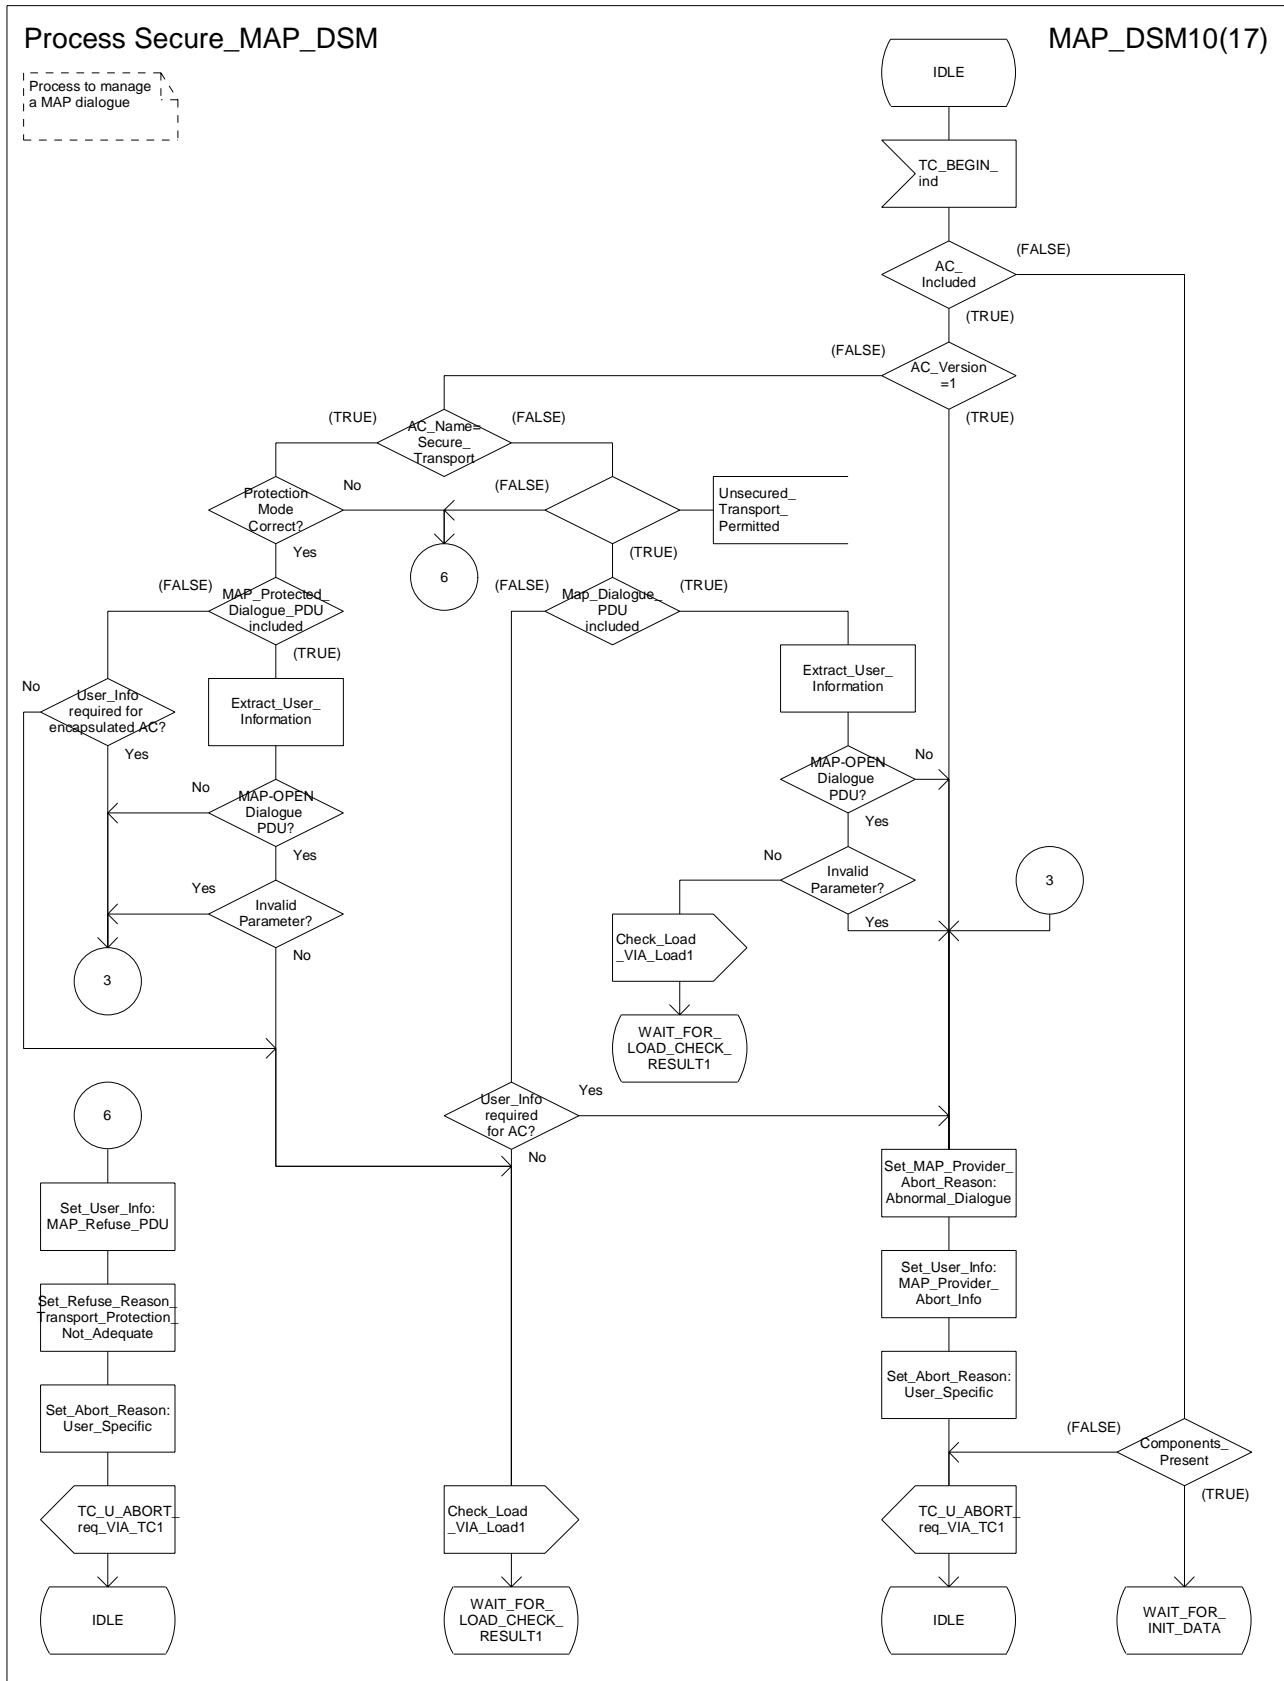 Process Secure_MAP_DSM
MAP_DSM10(17)
Process to manage
a MAP dialogue
IDLE
TC_BEGIN_
ind
AC_
Included
(FALSE)
(TRUE)
(FALSE)
AC_Version
=1
(TRUE)
(TRUE)
AC_Name=
Secure_
Transport
(FALSE)
Protection
Mode
Correct?
No
Yes
(FALSE)
(TRUE)
Unsecured_
Transport_
Permitted
6
(FALSE)
MAP_Protected_
Dialogue_PDU
included
(TRUE)
(FALSE)
Map_Dialogue_
PDU
included
(TRUE)
No
User_Info
required for
encapsulated AC?
Yes
Extract_User_
Information
Extract_User_
Information
No
MAP-OPEN
Dialogue
PDU?
Yes
MAP-OPEN
Dialogue
PDU?
No
Yes
Yes
Invalid
Parameter?
No
No
Invalid
Parameter?
Yes
3
3
Check_Load
_VIA_Load1
WAIT_FOR_
LOAD_CHECK_
RESULT1
6
User_Info
required
for AC?
Yes
No
Set_User_Info:
MAP_Refuse_PDU
Set_MAP_Provider_
Abort_Reason:
Abnormal_Dialogue
Set_Refuse_Reason_
Transport_Protection_
Not_Adequate
Set_User_Info:
MAP_Provider_
Abort_Info
Set_Abort_Reason:
User_Specific
Set_Abort_Reason:
User_Specific
(FALSE)
Components_
Present
(TRUE)
TC_U_ABORT_
req_VIA_TC1
Check_Load
_VIA_Load1
TC_U_ABORT_
req_VIA_TC1
IDLE
WAIT_FOR_
LOAD_CHECK_
RESULT1
IDLE
WAIT_FOR_
INIT_DATA